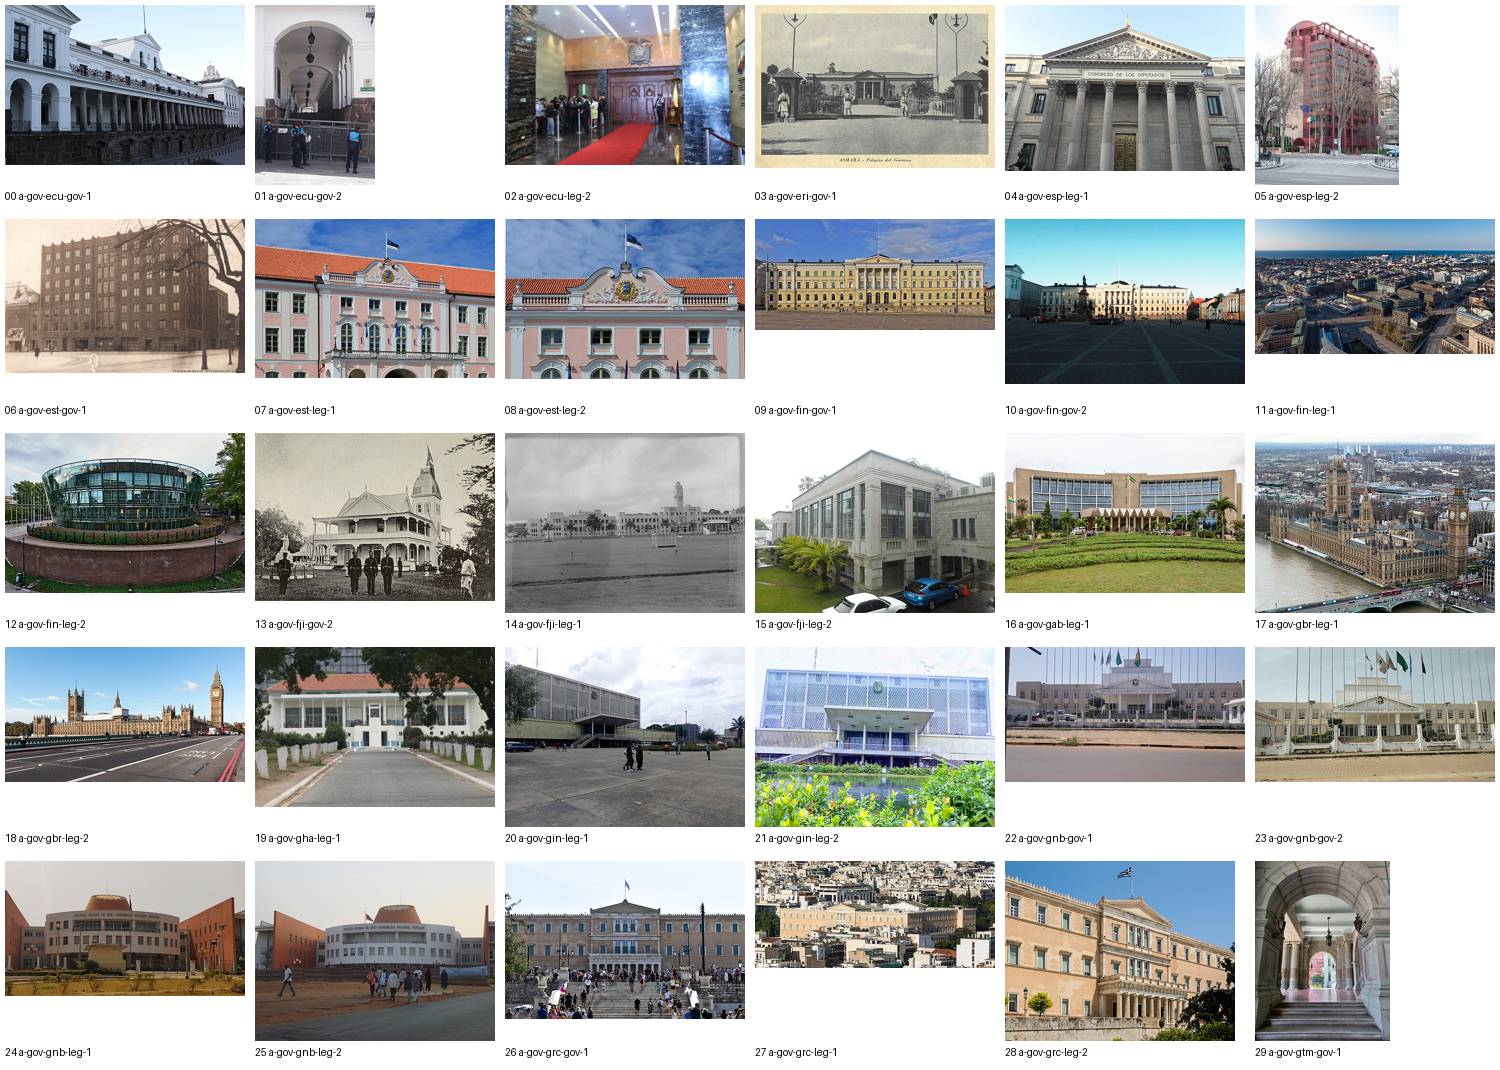 00 a-gov-ecu-gov-1
01 a-gov-ecu-gov-2
02 a-gov-ecu-leg-2
ASMARA - Palazzo del Governo
03 a-gov-eri-gov-1
CONGRESO DE LOS DIPUTADOS
04 a-gov-esp-leg-1
05 a-gov-esp-leg-2
06 a-gov-est-gov-1
07 a-gov-est-leg-1
08 a-gov-est-leg-2
09 a-gov-fin-gov-1
10 a-gov-fin-gov-2
11 a-gov-fin-leg-1
12 a-gov-fin-leg-2
13 a-gov-fji-gov-2
14 a-gov-fji-leg-1
15 a-gov-fji-leg-2
16 a-gov-gab-leg-1
17 a-gov-gbr-leg-1
18 a-gov-gbr-leg-2
19 a-gov-gha-leg-1
20 a-gov-gin-leg-1
21 a-gov-gin-leg-2
22 a-gov-gnb-gov-1
23 a-gov-gnb-gov-2
24 a-gov-gnb-leg-1
25 a-gov-gnb-leg-2
26 a-gov-grc-gov-1
27 a-gov-grc-leg-1
28 a-gov-grc-leg-2
29 a-gov-gtm-gov-1